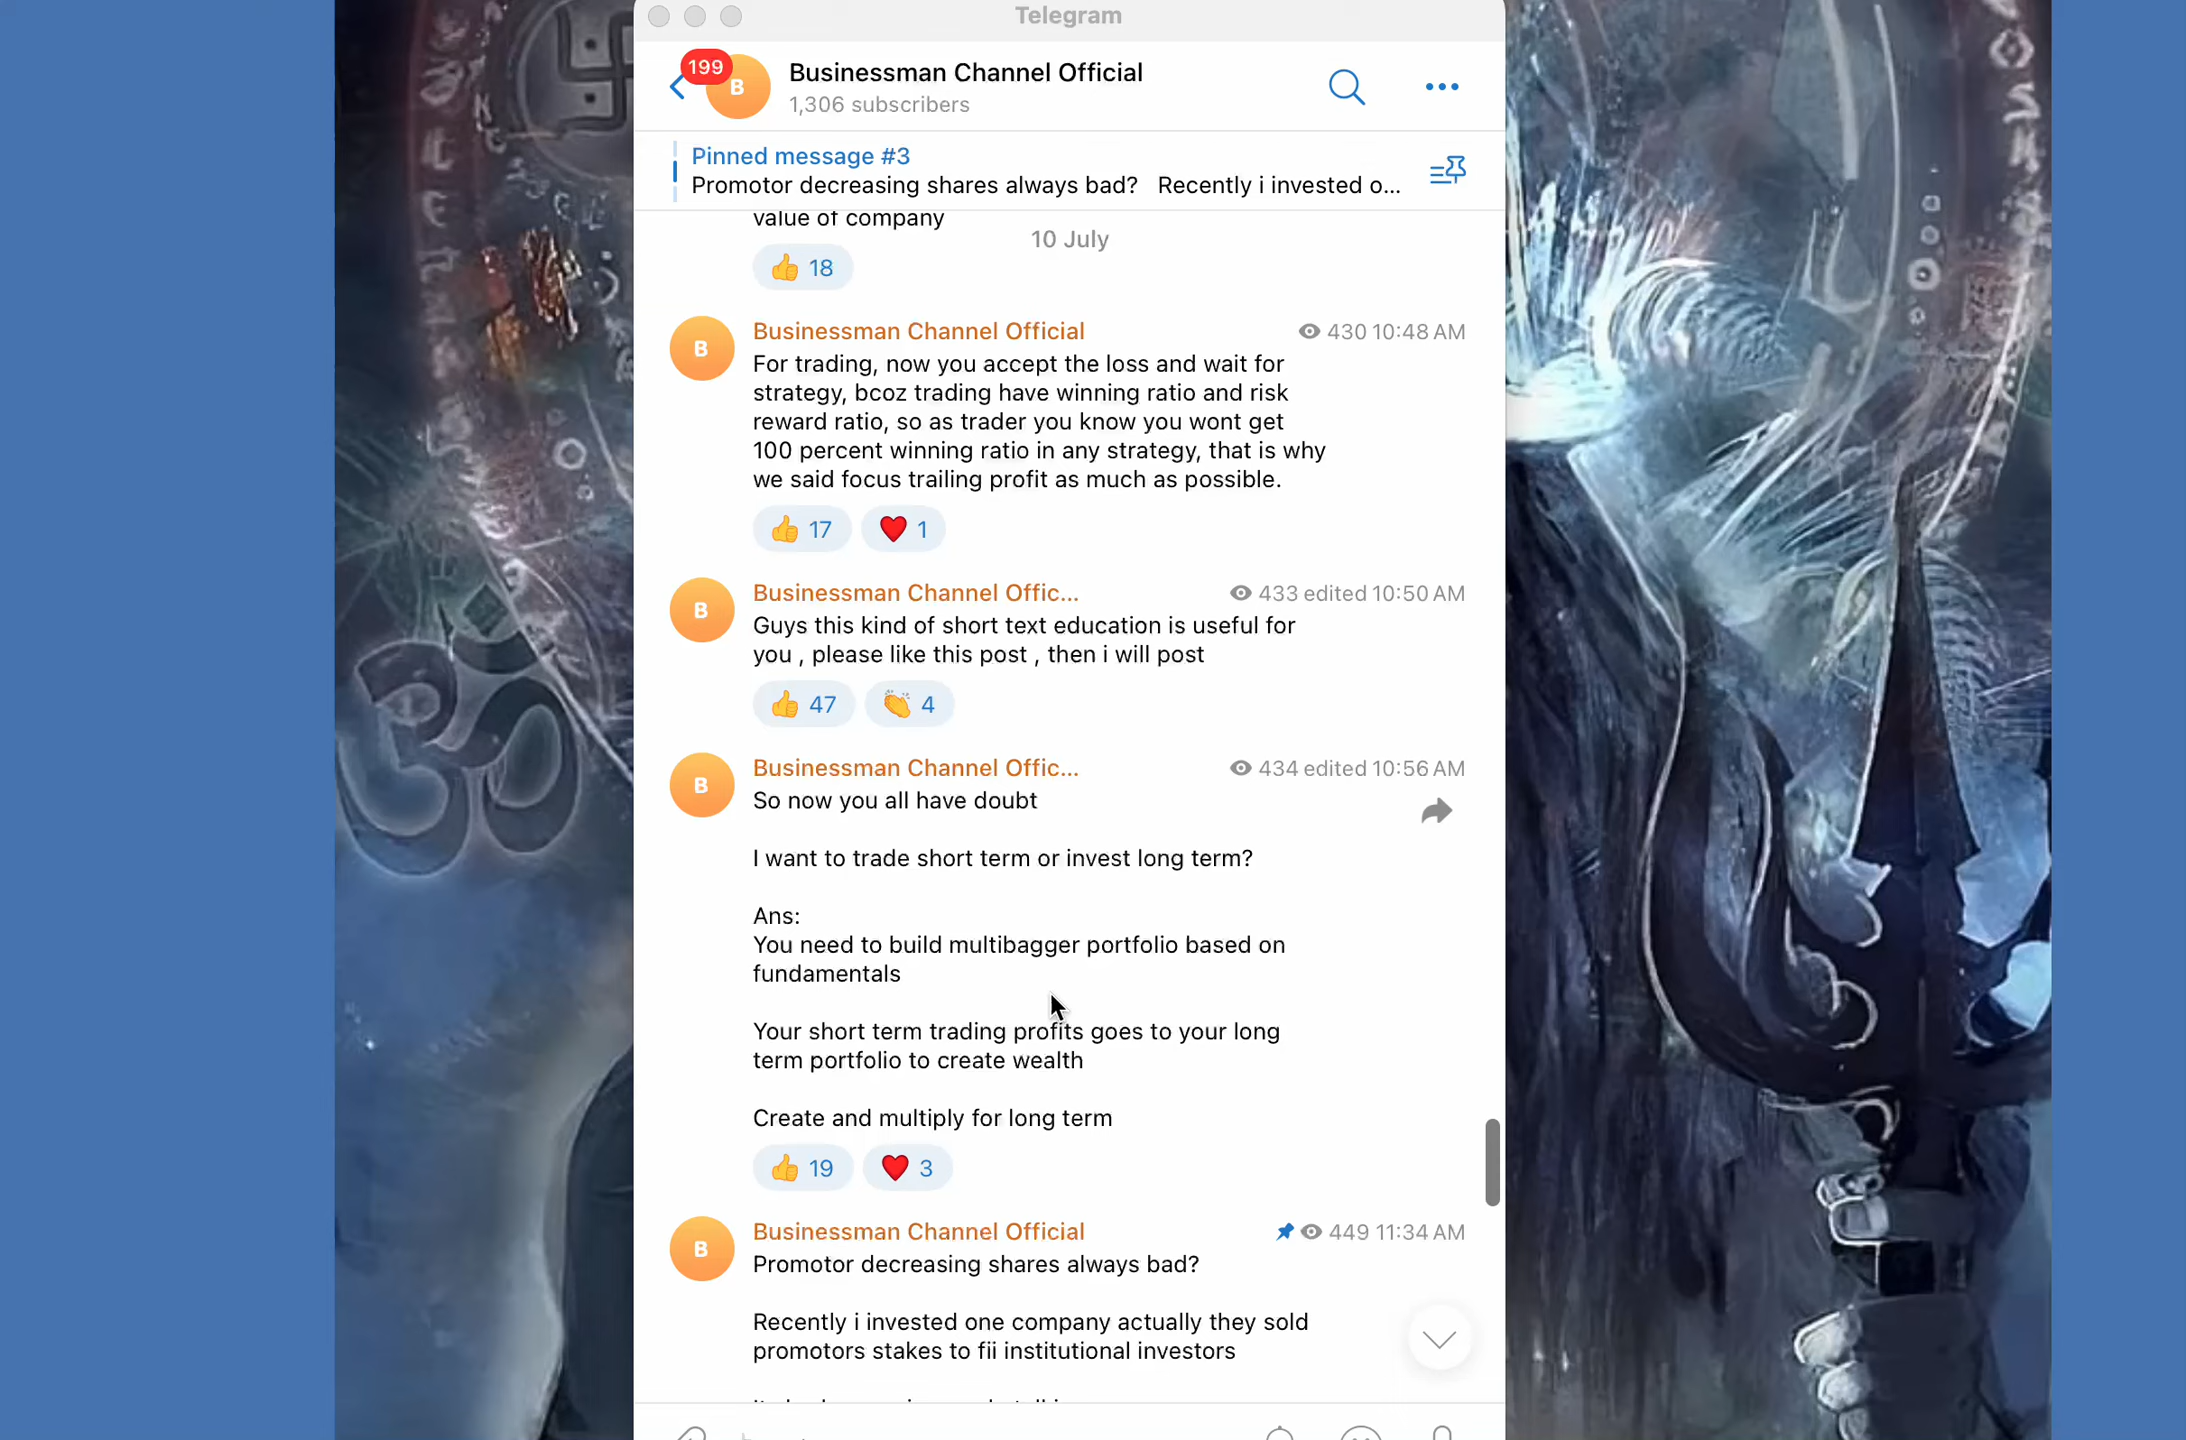 Telegram
199
B
Businessman Channel Official
1,306 subscribers
Pinned message #3
Promotor decreasing shares always bad? Recently i invested o...
value of company
10 July
👍 18
Businessman Channel Official
430 10:48 AM
B
For trading, now you accept the loss and wait for
strategy, bcoz trading have winning ratio and risk
reward ratio, so as trader you know you wont get
100 percent winning ratio in any strategy, that is why
we said focus trailing profit as much as possible.
👍 17 ❤️ 1
Businessman Channel Offic...
433 edited 10:50 AM
B
Guys this kind of short text education is useful for
you , please like this post , then i will post
👍 47 👏 4
Businessman Channel Offic...
434 edited 10:56 AM
B
So now you all have doubt
I want to trade short term or invest long term?
Ans:
You need to build multibagger portfolio based on
fundamentals
Your short term trading profits goes to your long
term portfolio to create wealth
Create and multiply for long term
👍 19 ❤️ 3
Businessman Channel Official
449 11:34 AM
B
Promotor decreasing shares always bad?
Recently i invested one company actually they sold
promotors stakes to fii institutional investors